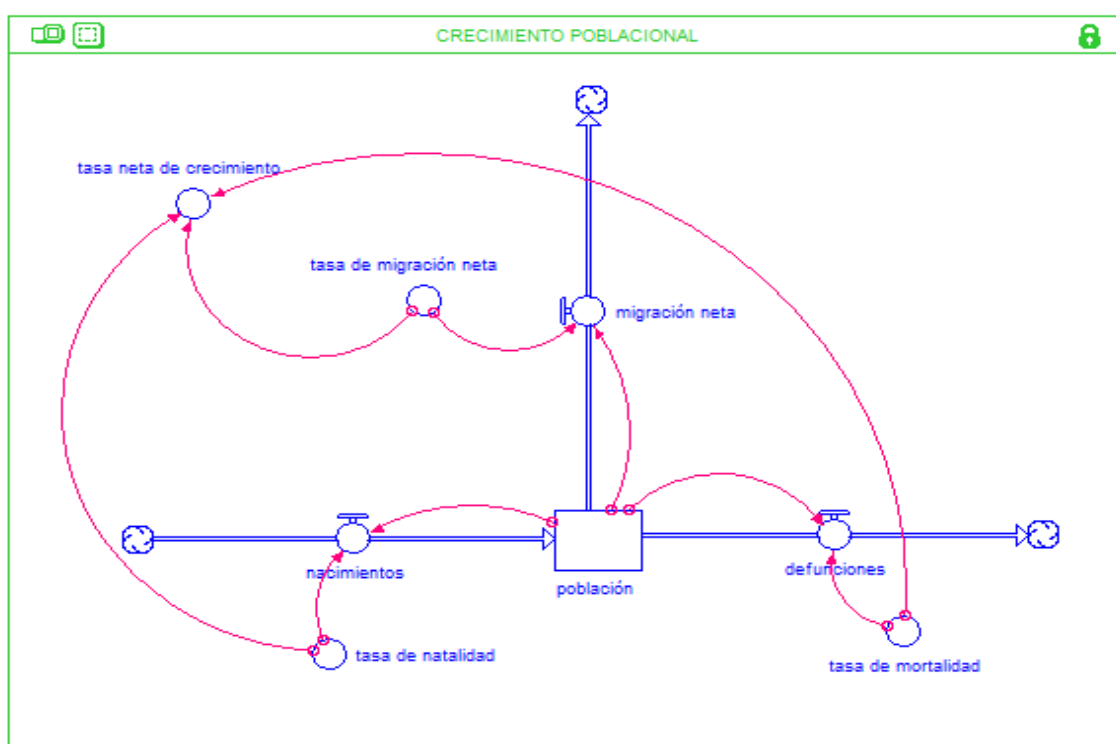 CRECIMIENTO POBLACIONAL
tasa neta de crecimiento
tasa de migración neta
migración neta
nacimientos
población
defunciones
tasa de natalidad
tasa de mortalidad